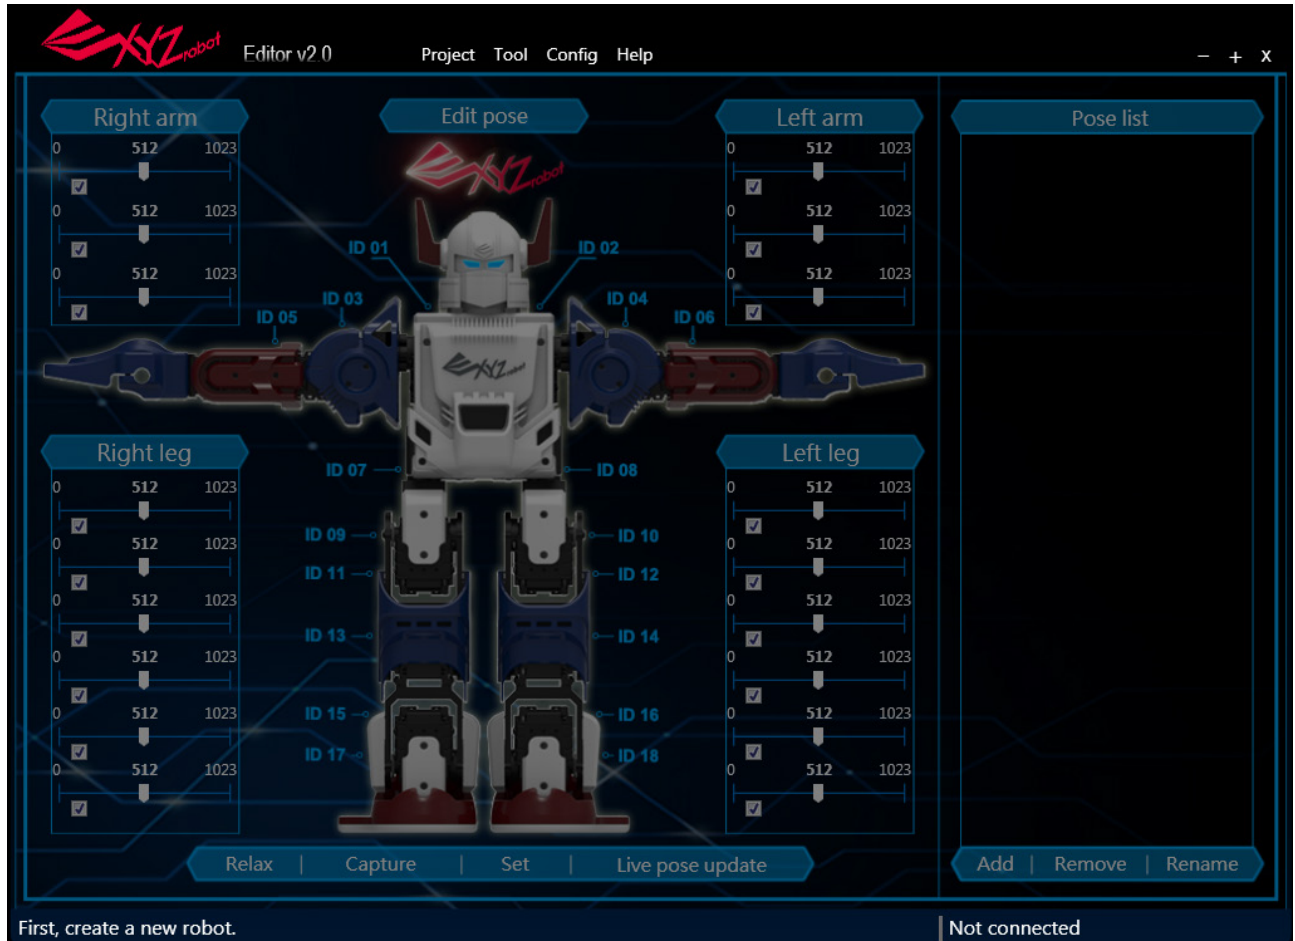 XYZrobot Editor v2.0 Project Tool Config Help − + x
Right arm
0 512 1023
0 512 1023
0 512 1023
Edit pose
XYZrobot
Left arm
0 512 1023
0 512 1023
0 512 1023
Pose list
ID 01 ID 02
ID 03 ID 04
ID 05 ID 06
XYZrobot
ID 07 ID 08
ID 09 ID 10
ID 11 ID 12
ID 13 ID 14
ID 15 ID 16
ID 17 ID 18
Right leg
0 512 1023
0 512 1023
0 512 1023
0 512 1023
0 512 1023
0 512 1023
Left leg
0 512 1023
0 512 1023
0 512 1023
0 512 1023
0 512 1023
0 512 1023
Relax | Capture | Set | Live pose update
Add | Remove | Rename
First, create a new robot.
Not connected